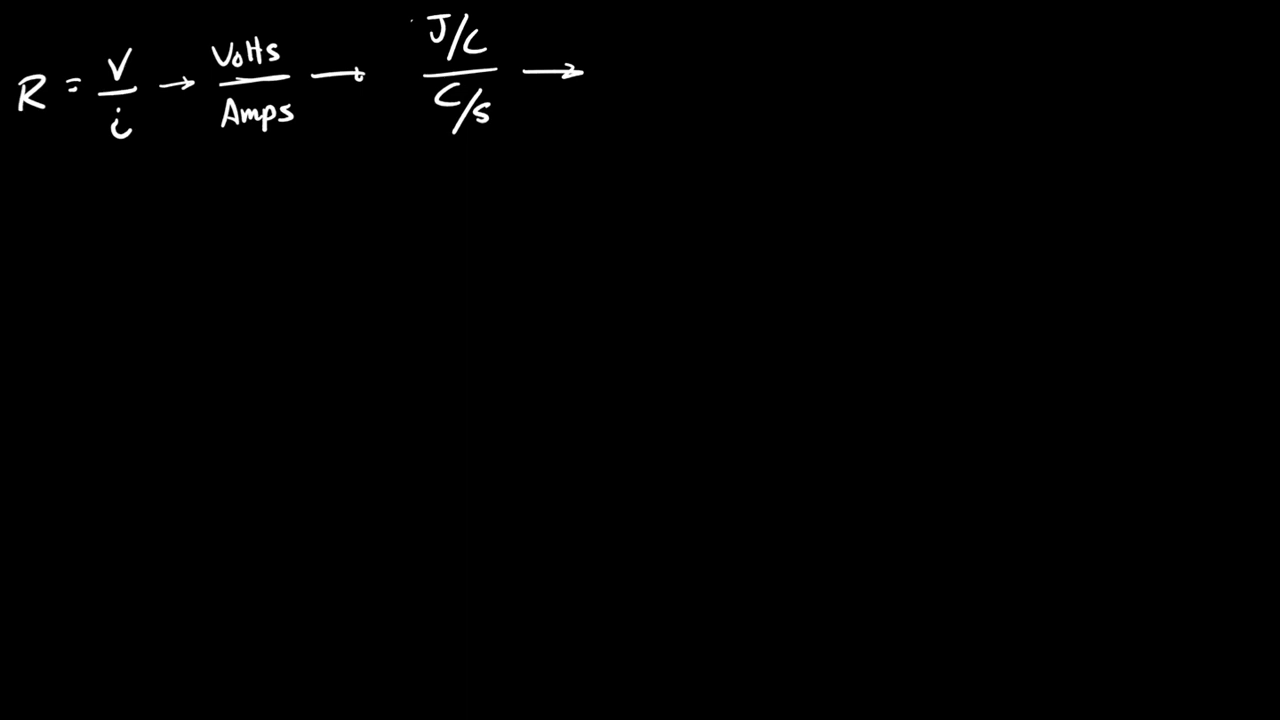 R = V/i → Volts/Amps → J/C / C/s →